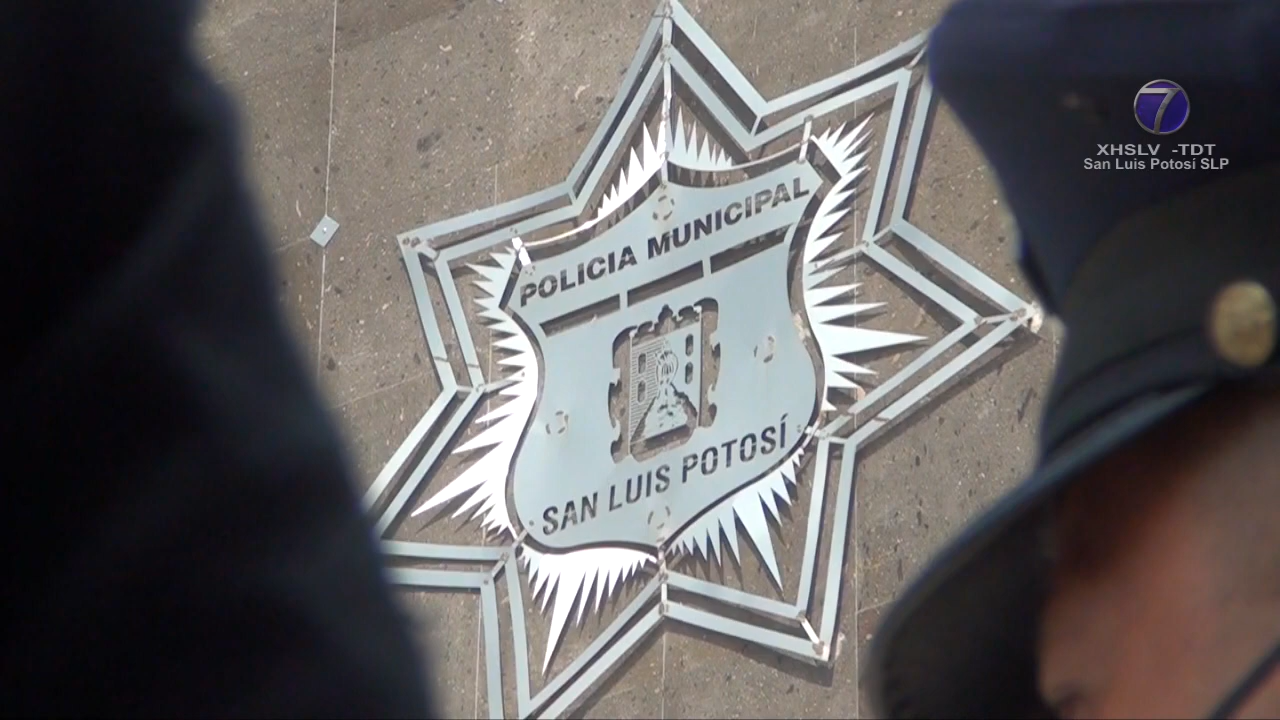 7
XHSLV -TDT
San Luis Potosí SLP
POLICIA MUNICIPAL
SAN LUIS POTOSÍ